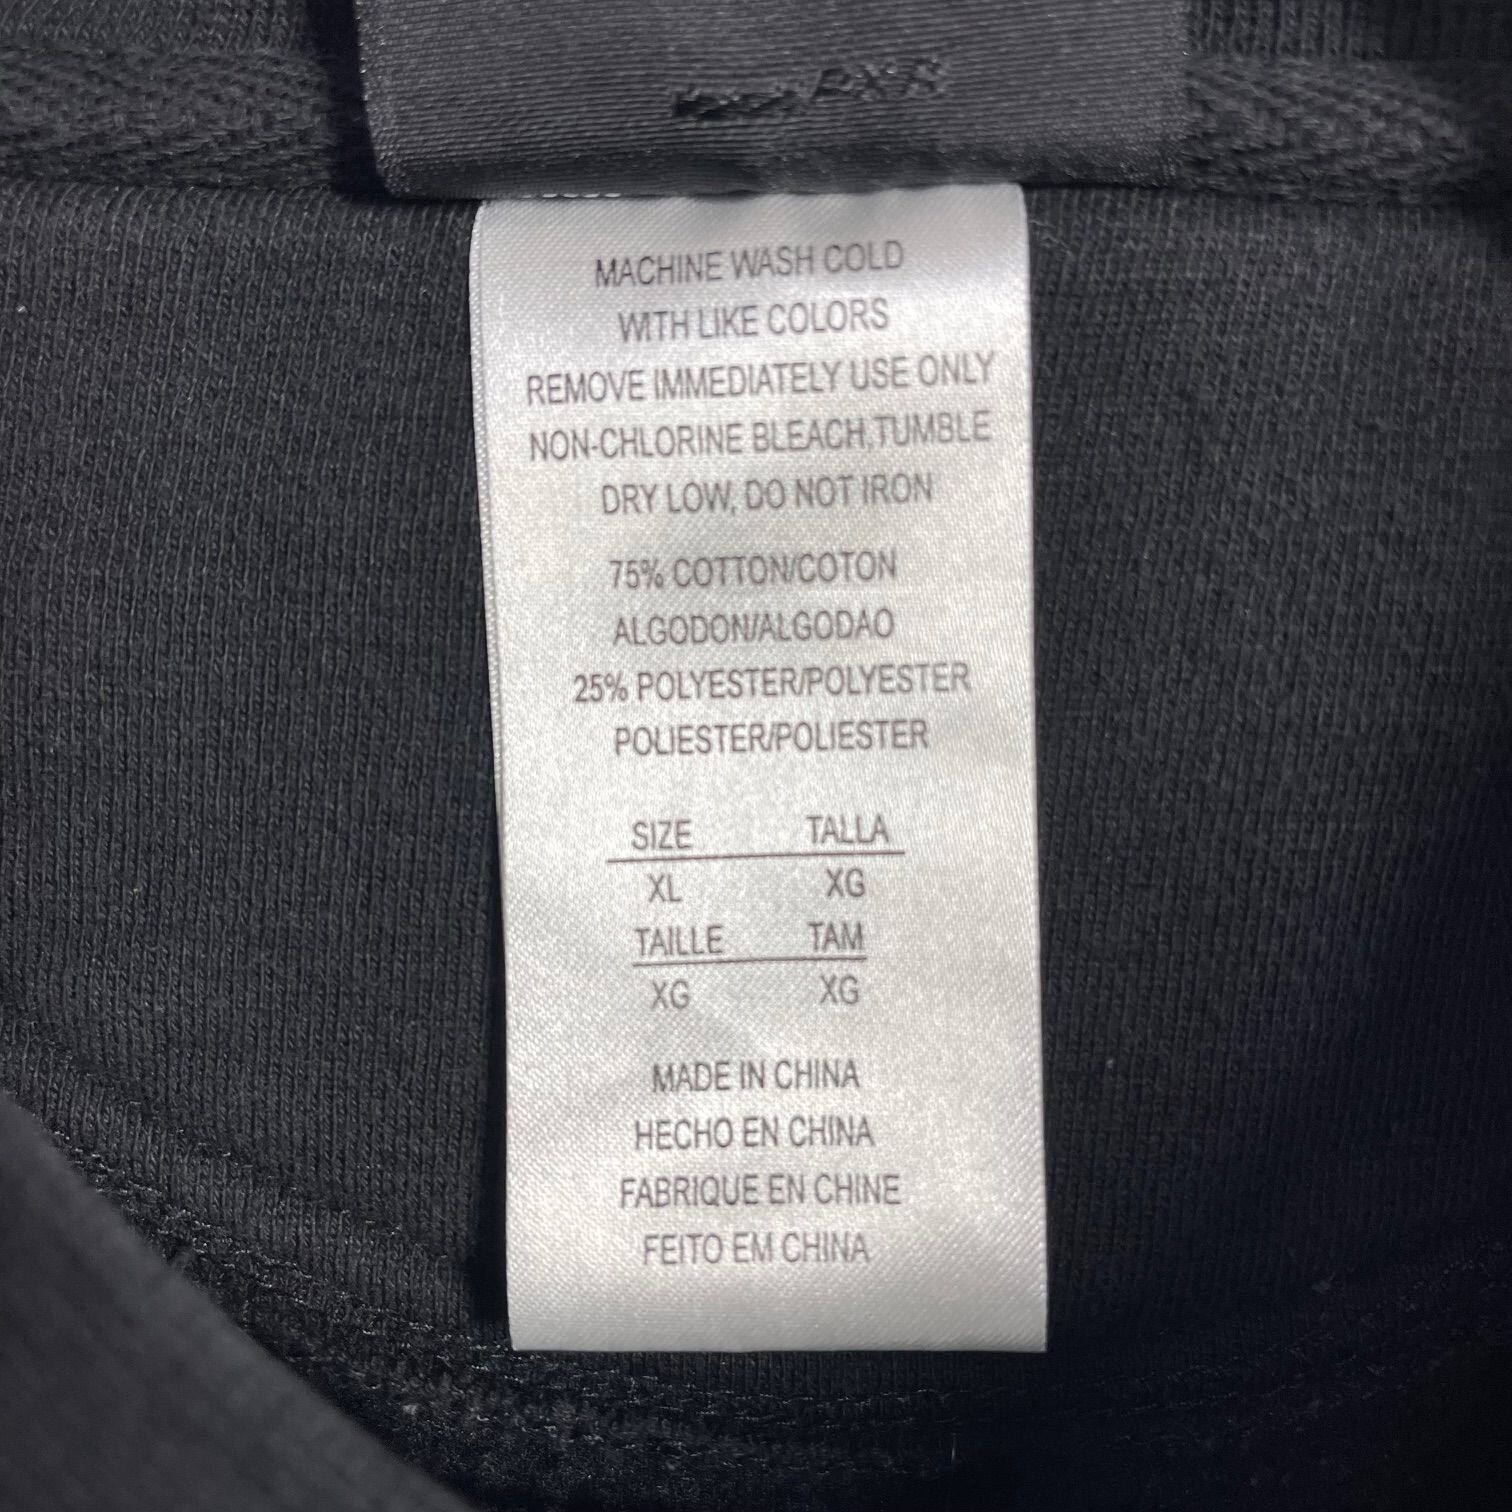 MACHINE WASH COLD
WITH LIKE COLORS
REMOVE IMMEDIATELY USE ONLY
NON-CHLORINE BLEACH,TUMBLE
DRY LOW, DO NOT IRON
75% COTTON/COTON
ALGODON/ALGODAO
25% POLYESTER/POLYESTER
POLIESTER/POLIESTER
SIZE TALLA
XL XG
TAILLE TAM
XG XG
MADE IN CHINA
HECHO EN CHINA
FABRIQUE EN CHINE
FEITO EM CHINA